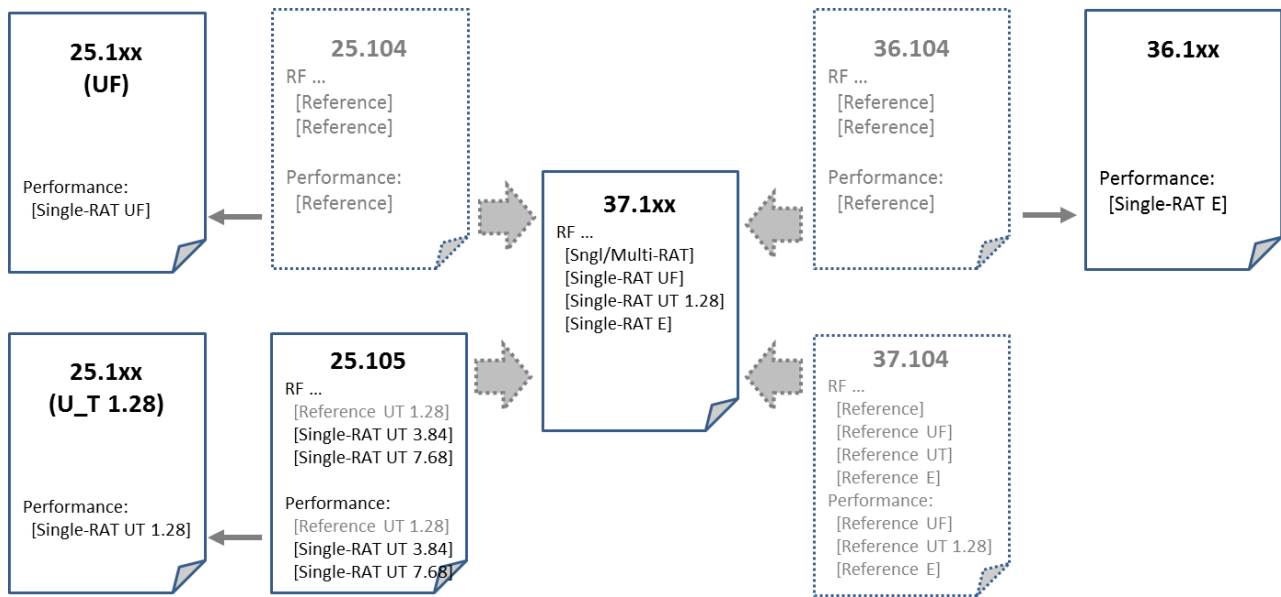 25.1xx
(UF)
Performance:
[Single-RAT UF]
25.104
RF ...
[Reference]
[Reference]
Performance:
[Reference]
37.1xx
RF ...
[Sngl/Multi-RAT]
[Single-RAT UF]
[Single-RAT UT 1.28]
[Single-RAT E]
36.104
RF ...
[Reference]
[Reference]
Performance:
[Reference]
36.1xx
Performance:
[Single-RAT E]
25.1xx
(U_T 1.28)
Performance:
[Single-RAT UT 1.28]
25.105
RF ...
[Reference UT 1.28]
[Single-RAT UT 3.84]
[Single-RAT UT 7.68]
Performance:
[Reference UT 1.28]
[Single-RAT UT 3.84]
[Single-RAT UT 7.68]
37.104
RF ...
[Reference]
[Reference UF]
[Reference UT]
[Reference E]
Performance:
[Reference UF]
[Reference UT 1.28]
[Reference E]